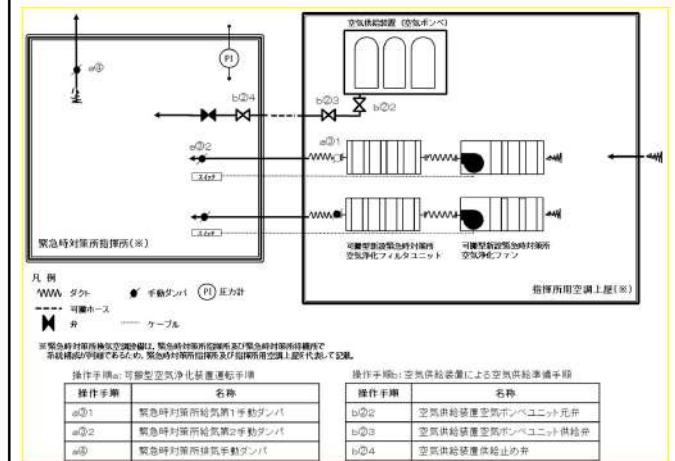 空気供給装置（空気ボンベ）
a④
PI
b②4
b②3
b②2
a③2
a③1
スイッチ
スイッチ
緊急時対策所指揮所(※)
可搬型新設緊急時対策所
空気浄化フィルタユニット
可搬型新設緊急時対策所
空気浄化ファン
指揮所用空調上屋(※)
凡 例
ダクト
手動ダンパ
PI 圧力計
可搬ホース
弁
ケーブル
※緊急時対策所換気空調設備は、緊急時対策所指揮所及び緊急時対策所待機所で
系統構成が同様であるため、緊急時対策所指揮所及び指揮所用空調上屋を代表して記載。
操作手順a: 可搬型空気浄化装置運転手順
操作手順 名称
a③1 緊急時対策所給気第1手動ダンパ
a③2 緊急時対策所給気第2手動ダンパ
a④ 緊急時対策所排気手動ダンパ
操作手順b: 空気供給装置による空気供給準備手順
操作手順 名称
b②2 空気供給装置空気ボンベユニット元弁
b②3 空気供給装置空気ボンベユニット供給弁
b②4 空気供給装置供給止め弁